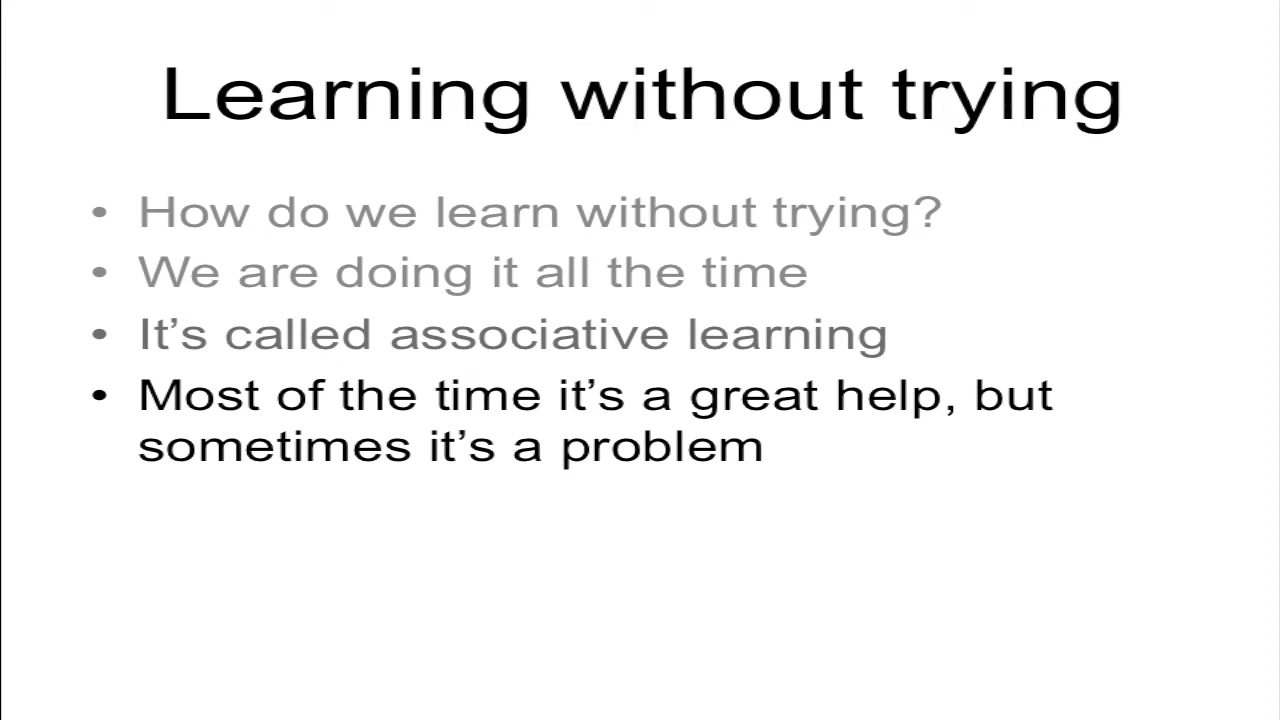 Learning without trying
• How do we learn without trying?
• We are doing it all the time
• It’s called associative learning
• Most of the time it’s a great help, but
sometimes it’s a problem